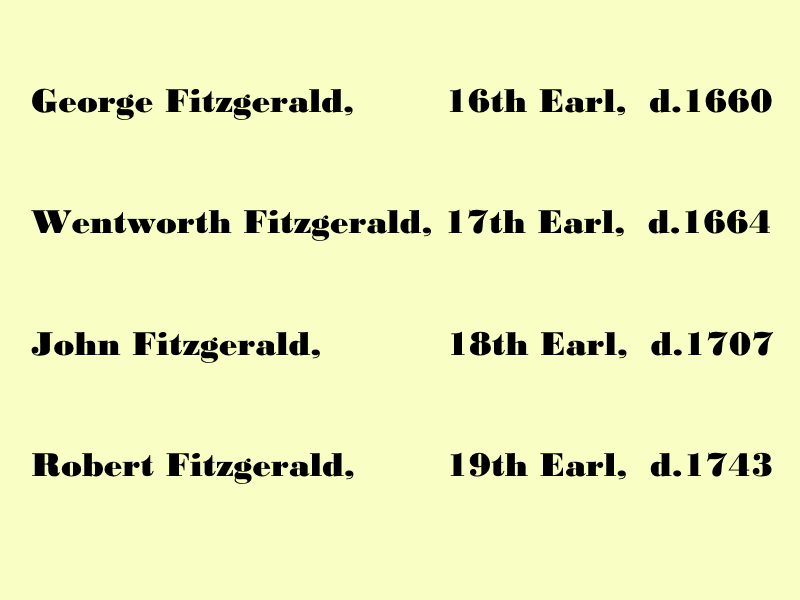 George Fitzgerald, 16th Earl, d.1660
Wentworth Fitzgerald, 17th Earl, d.1664
John Fitzgerald, 18th Earl, d.1707
Robert Fitzgerald, 19th Earl, d.1743